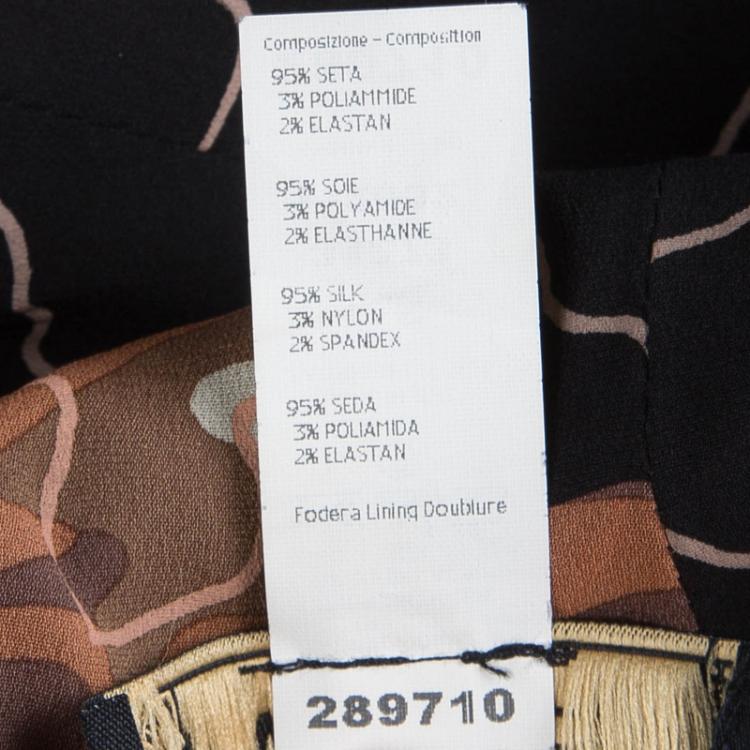 Composizione - Composition
95% SETA
3% POLIAMMIDE
2% ELASTAN
95% SOIE
3% POLYAMIDE
2% ELASTHANNE
95% SILK
3% NYLON
2% SPANDEX
95% SEDA
3% POLIAMIDA
2% ELASTAN
Fodera Lining Doublure
289710